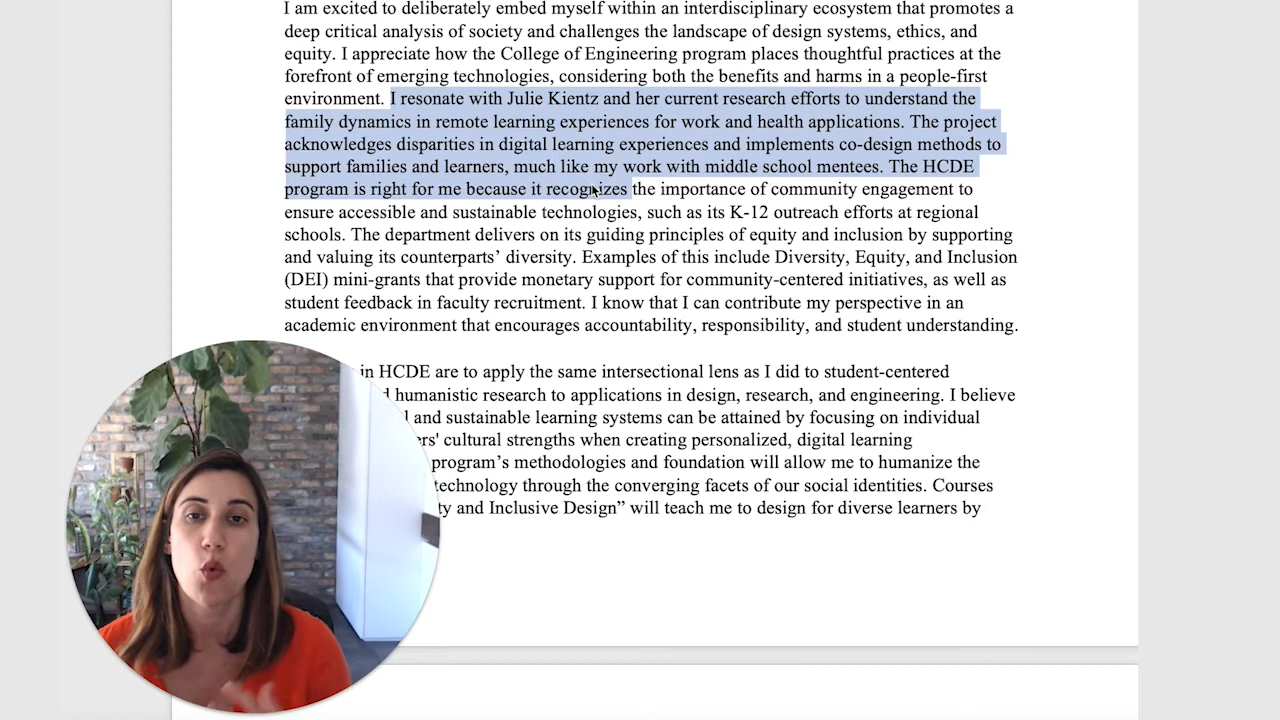 I am excited to deliberately embed myself within an interdisciplinary ecosystem that promotes a
deep critical analysis of society and challenges the landscape of design systems, ethics, and
equity. I appreciate how the College of Engineering program places thoughtful practices at the
forefront of emerging technologies, considering both the benefits and harms in a people-first
environment. I resonate with Julie Kientz and her current research efforts to understand the
family dynamics in remote learning experiences for work and health applications. The project
acknowledges disparities in digital learning experiences and implements co-design methods to
support families and learners, much like my work with middle school mentees. The HCDE
program is right for me because it recognizes the importance of community engagement to
ensure accessible and sustainable technologies, such as its K-12 outreach efforts at regional
schools. The department delivers on its guiding principles of equity and inclusion by supporting
and valuing its counterparts’ diversity. Examples of this include Diversity, Equity, and Inclusion
(DEI) mini-grants that provide monetary support for community-centered initiatives, as well as
student feedback in faculty recruitment. I know that I can contribute my perspective in an
academic environment that encourages accountability, responsibility, and student understanding.
in HCDE are to apply the same intersectional lens as I did to student-centered
humanistic research to applications in design, research, and engineering. I believe
and sustainable learning systems can be attained by focusing on individual
cultural strengths when creating personalized, digital learning
program’s methodologies and foundation will allow me to humanize the
technology through the converging facets of our social identities. Courses
and Inclusive Design” will teach me to design for diverse learners by